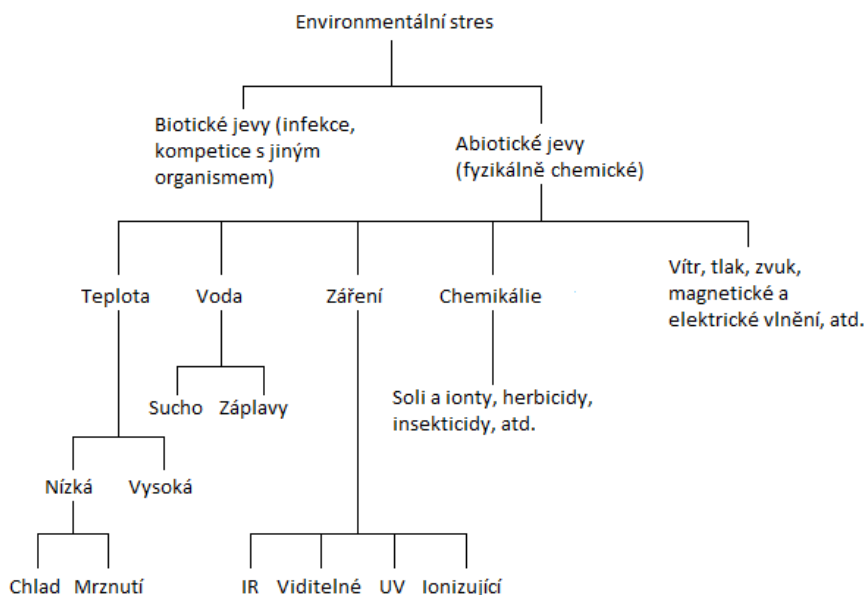 Environmentální stres
Biotické jevy (infekce,
kompetice s jiným
organismem)
Abiotické jevy
(fyzikálně chemické)
Teplota
Voda
Záření
Chemikálie
Vítr, tlak, zvuk,
magnetické a
elektrické vlnění, atd.
Sucho
Záplavy
Soli a ionty, herbicidy,
insekticidy, atd.
Nízká
Vysoká
Chlad
Mrznutí
IR
Viditelné
UV
Ionizující